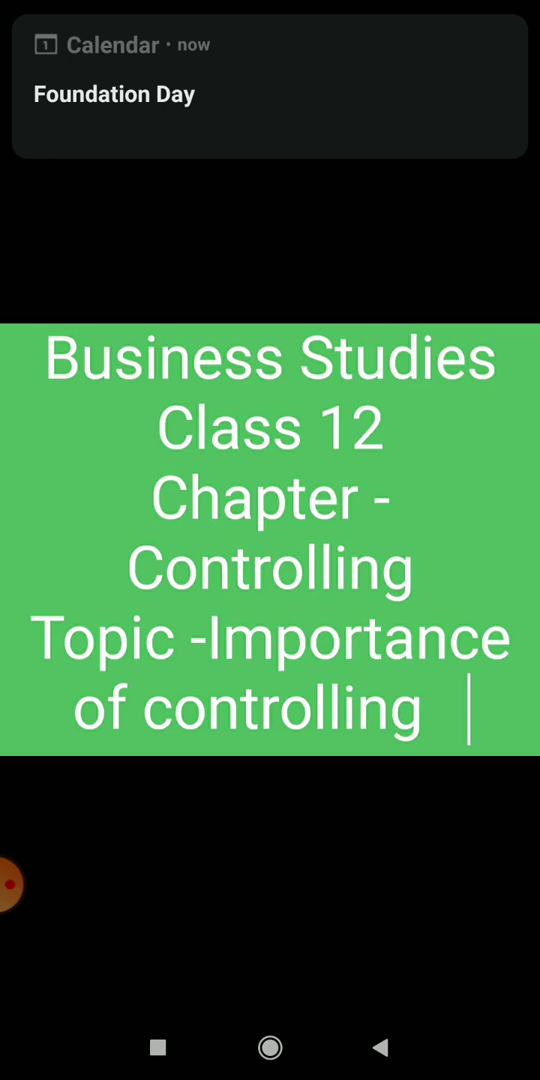 Calendar · now
Foundation Day
Business Studies
Class 12
Chapter -
Controlling
Topic -Importance
of controlling